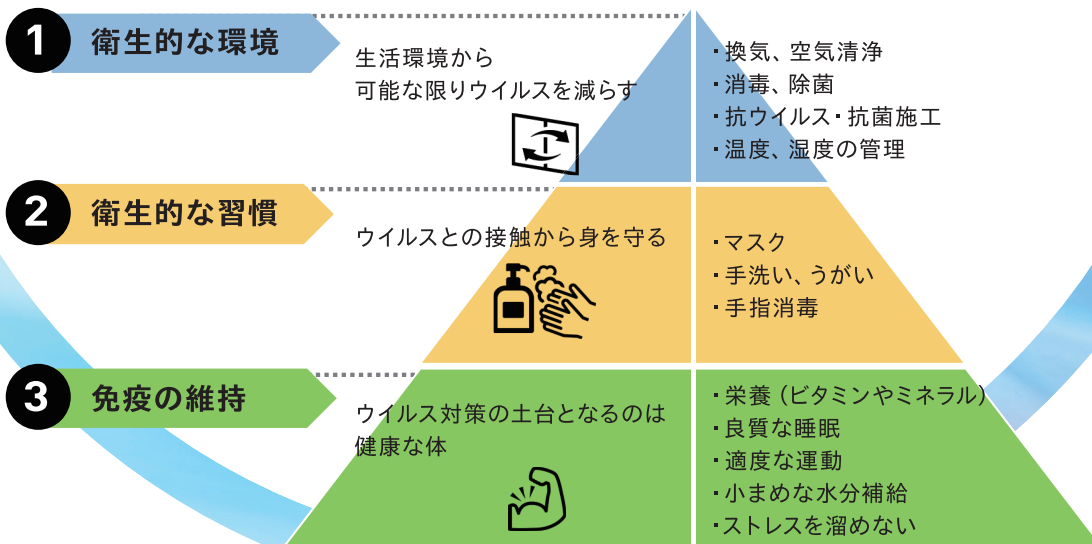 1 衛生的な環境
生活環境から
可能な限りウイルスを減らす
・換気、空気清浄
・消毒、除菌
・抗ウイルス・抗菌施工
・温度、湿度の管理
2 衛生的な習慣
ウイルスとの接触から身を守る
・マスク
・手洗い、うがい
・手指消毒
3 免疫の維持
ウイルス対策の土台となるのは
健康な体
・栄養（ビタミンやミネラル）
・良質な睡眠
・適度な運動
・小まめな水分補給
・ストレスを溜めない